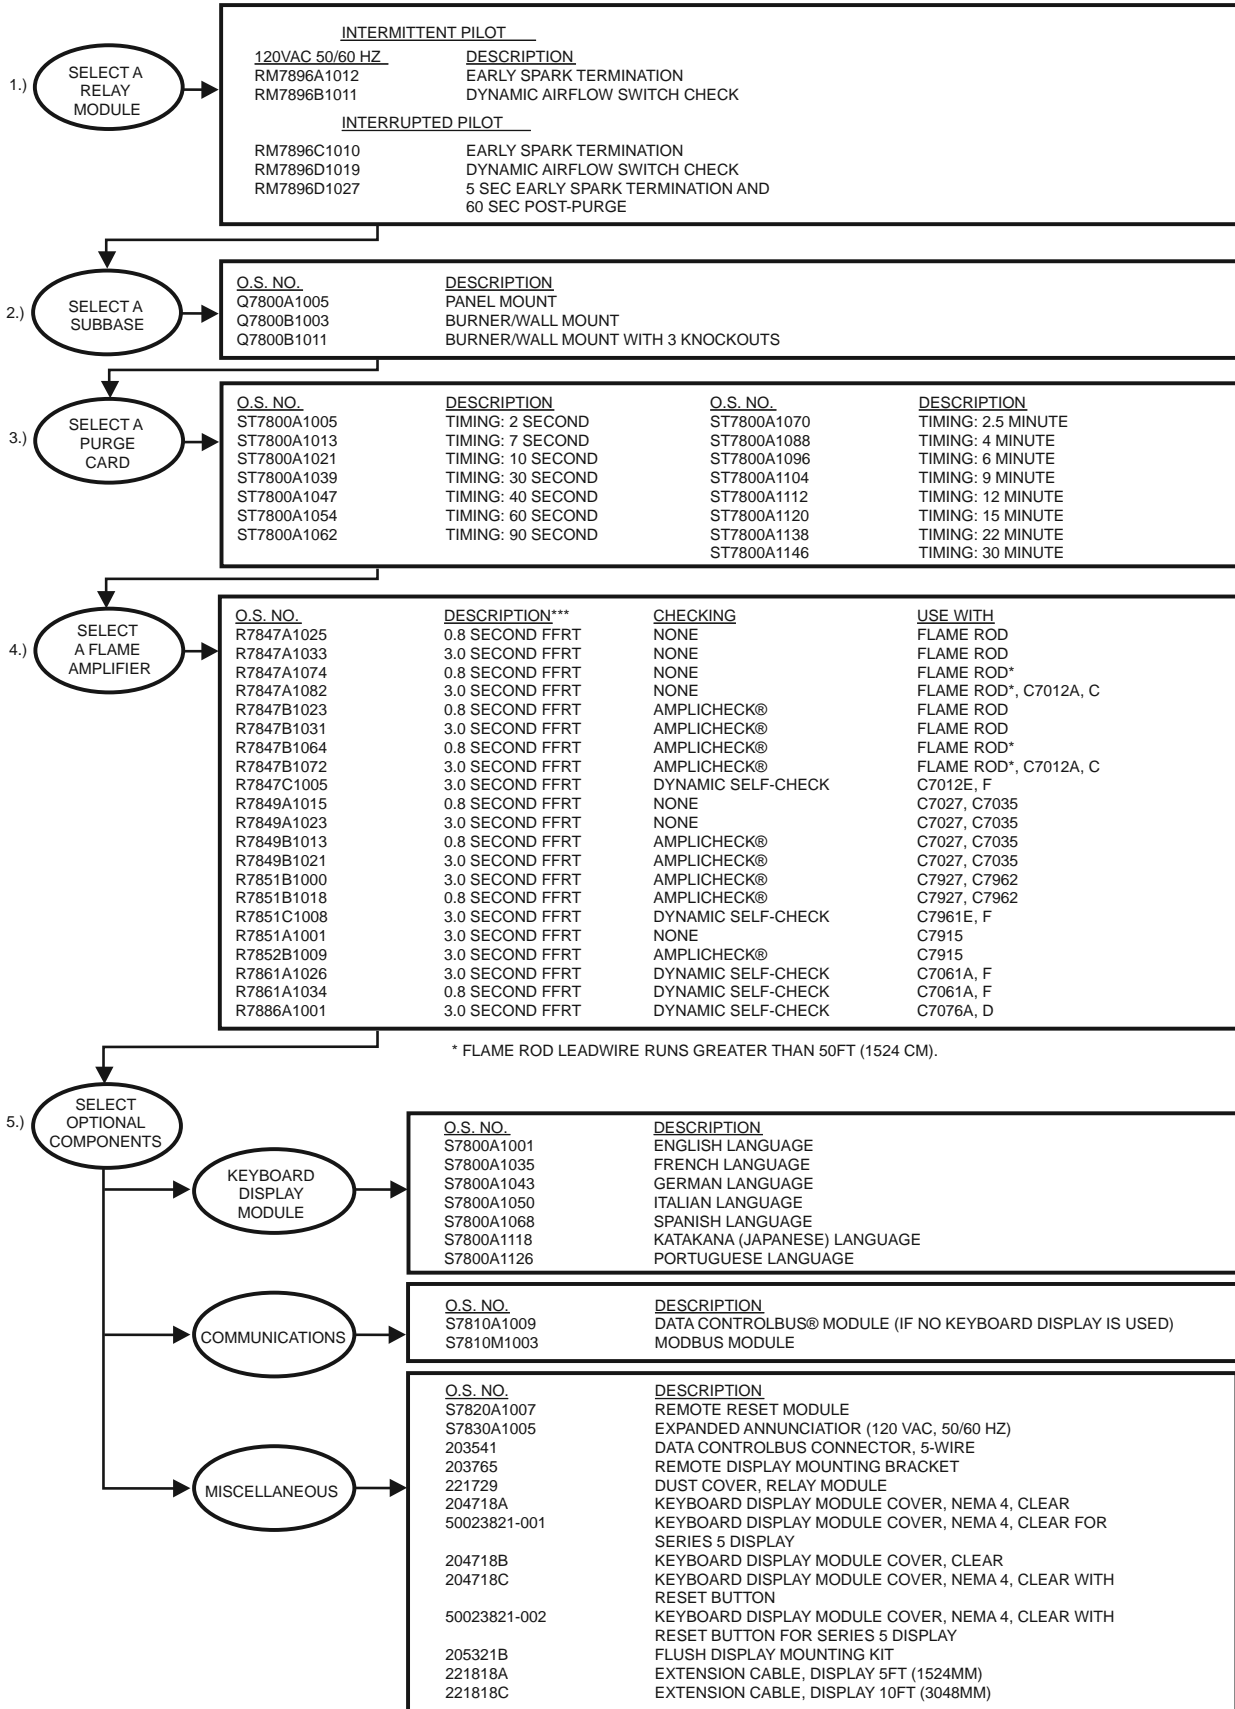 1.)
SELECT A
RELAY
MODULE
INTERMITTENT PILOT
120VAC 50/60 HZ DESCRIPTION
RM7896A1012 EARLY SPARK TERMINATION
RM7896B1011 DYNAMIC AIRFLOW SWITCH CHECK
INTERRUPTED PILOT
RM7896C1010 EARLY SPARK TERMINATION
RM7896D1019 DYNAMIC AIRFLOW SWITCH CHECK
RM7896D1027 5 SEC EARLY SPARK TERMINATION AND
60 SEC POST-PURGE
2.)
SELECT A
SUBBASE
O.S. NO. DESCRIPTION
Q7800A1005 PANEL MOUNT
Q7800B1003 BURNER/WALL MOUNT
Q7800B1011 BURNER/WALL MOUNT WITH 3 KNOCKOUTS
3.)
SELECT A
PURGE
CARD
O.S. NO. DESCRIPTION O.S. NO. DESCRIPTION
ST7800A1005 TIMING: 2 SECOND ST7800A1070 TIMING: 2.5 MINUTE
ST7800A1013 TIMING: 7 SECOND ST7800A1088 TIMING: 4 MINUTE
ST7800A1021 TIMING: 10 SECOND ST7800A1096 TIMING: 6 MINUTE
ST7800A1039 TIMING: 30 SECOND ST7800A1104 TIMING: 9 MINUTE
ST7800A1047 TIMING: 40 SECOND ST7800A1112 TIMING: 12 MINUTE
ST7800A1054 TIMING: 60 SECOND ST7800A1120 TIMING: 15 MINUTE
ST7800A1062 TIMING: 90 SECOND ST7800A1138 TIMING: 22 MINUTE
ST7800A1146 TIMING: 30 MINUTE
4.)
SELECT
A FLAME
AMPLIFIER
O.S. NO. DESCRIPTION*** CHECKING USE WITH
R7847A1025 0.8 SECOND FFRT NONE FLAME ROD
R7847A1033 3.0 SECOND FFRT NONE FLAME ROD
R7847A1074 0.8 SECOND FFRT NONE FLAME ROD*
R7847A1082 3.0 SECOND FFRT NONE FLAME ROD*, C7012A, C
R7847B1023 0.8 SECOND FFRT AMPLICHECK® FLAME ROD
R7847B1031 3.0 SECOND FFRT AMPLICHECK® FLAME ROD
R7847B1064 0.8 SECOND FFRT AMPLICHECK® FLAME ROD*
R7847B1072 3.0 SECOND FFRT AMPLICHECK® FLAME ROD*, C7012A, C
R7847C1005 3.0 SECOND FFRT DYNAMIC SELF-CHECK C7012E, F
R7849A1015 0.8 SECOND FFRT NONE C7027, C7035
R7849A1023 3.0 SECOND FFRT NONE C7027, C7035
R7849B1013 0.8 SECOND FFRT AMPLICHECK® C7027, C7035
R7849B1021 3.0 SECOND FFRT AMPLICHECK® C7027, C7035
R7851B1000 3.0 SECOND FFRT AMPLICHECK® C7927, C7962
R7851B1018 0.8 SECOND FFRT AMPLICHECK® C7927, C7962
R7851C1008 3.0 SECOND FFRT DYNAMIC SELF-CHECK C7961E, F
R7851A1001 3.0 SECOND FFRT NONE C7915
R7852B1009 3.0 SECOND FFRT AMPLICHECK® C7915
R7861A1026 3.0 SECOND FFRT DYNAMIC SELF-CHECK C7061A, F
R7861A1034 0.8 SECOND FFRT DYNAMIC SELF-CHECK C7061A, F
R7886A1001 3.0 SECOND FFRT DYNAMIC SELF-CHECK C7076A, D
* FLAME ROD LEADWIRE RUNS GREATER THAN 50FT (1524 CM).
5.)
SELECT
OPTIONAL
COMPONENTS
KEYBOARD
DISPLAY
MODULE
O.S. NO. DESCRIPTION
S7800A1001 ENGLISH LANGUAGE
S7800A1035 FRENCH LANGUAGE
S7800A1043 GERMAN LANGUAGE
S7800A1050 ITALIAN LANGUAGE
S7800A1068 SPANISH LANGUAGE
S7800A1118 KATAKANA (JAPANESE) LANGUAGE
S7800A1126 PORTUGUESE LANGUAGE
COMMUNICATIONS
O.S. NO. DESCRIPTION
S7810A1009 DATA CONTROLBUS® MODULE (IF NO KEYBOARD DISPLAY IS USED)
S7810M1003 MODBUS MODULE
MISCELLANEOUS
O.S. NO. DESCRIPTION
S7820A1007 REMOTE RESET MODULE
S7830A1005 EXPANDED ANNUNCIATIOR (120 VAC, 50/60 HZ)
203541 DATA CONTROLBUS CONNECTOR, 5-WIRE
203765 REMOTE DISPLAY MOUNTING BRACKET
221729 DUST COVER, RELAY MODULE
204718A KEYBOARD DISPLAY MODULE COVER, NEMA 4, CLEAR
50023821-001 KEYBOARD DISPLAY MODULE COVER, NEMA 4, CLEAR FOR
SERIES 5 DISPLAY
204718B KEYBOARD DISPLAY MODULE COVER, CLEAR
204718C KEYBOARD DISPLAY MODULE COVER, NEMA 4, CLEAR WITH
RESET BUTTON
50023821-002 KEYBOARD DISPLAY MODULE COVER, NEMA 4, CLEAR WITH
RESET BUTTON FOR SERIES 5 DISPLAY
205321B FLUSH DISPLAY MOUNTING KIT
221818A EXTENSION CABLE, DISPLAY 5FT (1524MM)
221818C EXTENSION CABLE, DISPLAY 10FT (3048MM)